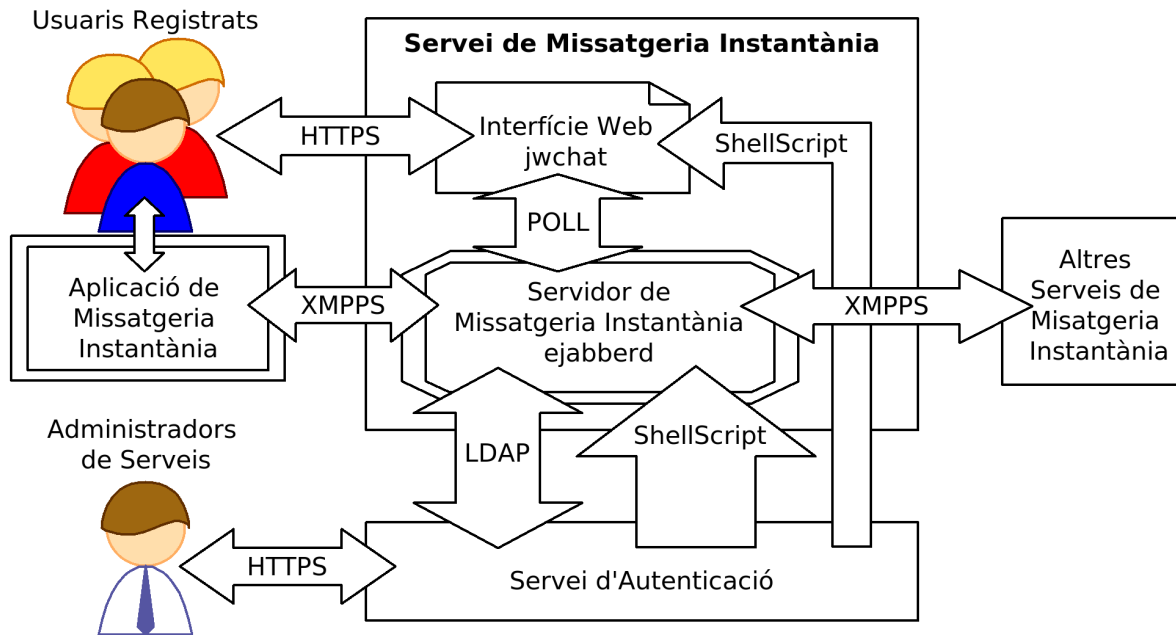 Usuaris Registrats
Servei de Missatgeria Instantània
HTTPS
Interfície Web
jwchat
ShellScript
POLL
Aplicació de
Missatgeria
Instantània
XMPPS
Servidor de
Missatgeria Instantània
ejabberd
XMPPS
Altres
Serveis de
Misatgeria
Instantània
Administradors
de Serveis
LDAP
ShellScript
HTTPS
Servei d'Autenticació